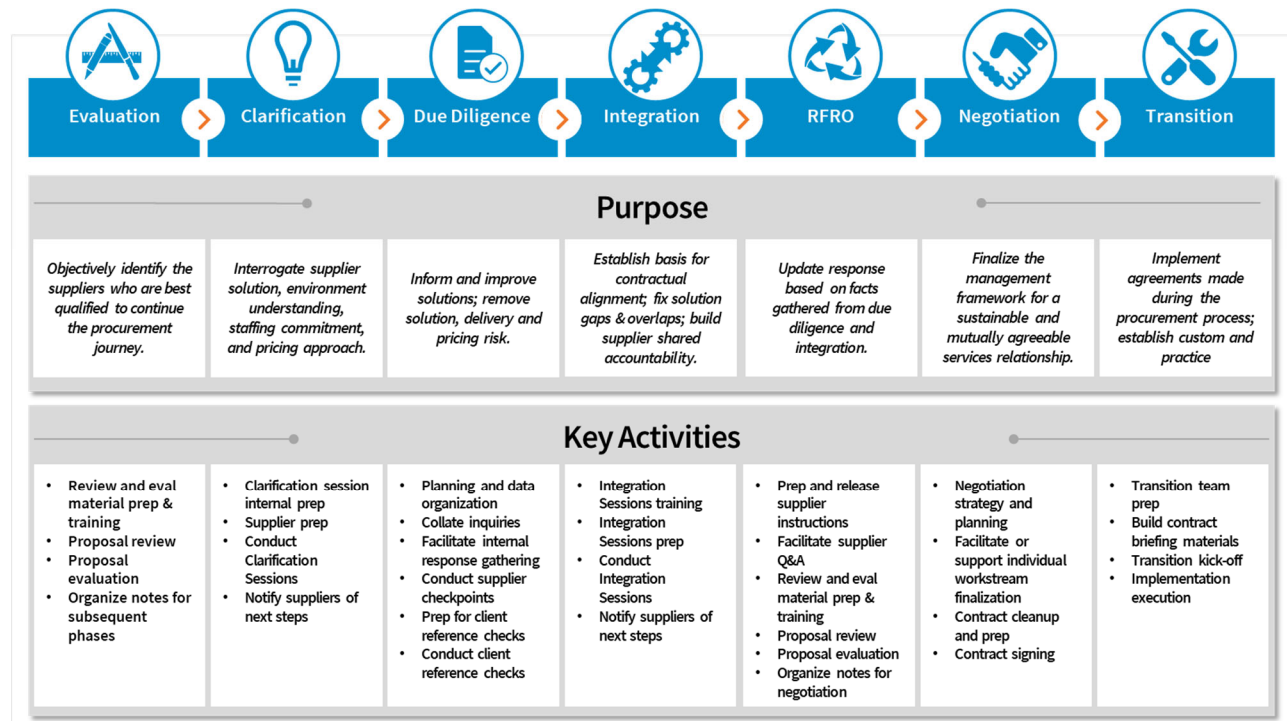 Evaluation
Clarification
Due Diligence
Integration
RFRO
Negotiation
Transition
Purpose
Objectively identify the
suppliers who are best
qualified to continue
the procurement
journey.
Interrogate supplier
solution, environment
understanding,
staffing commitment,
and pricing approach.
Inform and improve
solutions; remove
solution, delivery and
pricing risk.
Establish basis for
contractual
alignment; fix solution
gaps & overlaps; build
supplier shared
accountability.
Update response
based on facts
gathered from due
diligence and
integration.
Finalize the
management
framework for a
sustainable and
mutually agreeable
services relationship.
Implement
agreements made
during the
procurement process;
establish custom and
practice
Key Activities
• Review and eval
material prep &
training
• Proposal review
• Proposal
evaluation
• Organize notes for
subsequent
phases
• Clarification session
internal prep
• Supplier prep
• Conduct
Clarification
Sessions
• Notify suppliers of
next steps
• Planning and data
organization
• Collate inquiries
• Facilitate internal
response gathering
• Conduct supplier
checkpoints
• Prep for client
reference checks
• Conduct client
reference checks
• Integration
Sessions training
• Integration
Sessions prep
• Conduct
Integration
Sessions
• Notify suppliers of
next steps
• Prep and release
supplier
instructions
• Facilitate supplier
Q&A
• Review and eval
material prep &
training
• Proposal review
• Proposal evaluation
• Organize notes for
negotiation
• Negotiation
strategy and
planning
• Facilitate or
support individual
workstream
finalization
• Contract cleanup
and prep
• Contract signing
• Transition team
prep
• Build contract
briefing materials
• Transition kick-off
• Implementation
execution